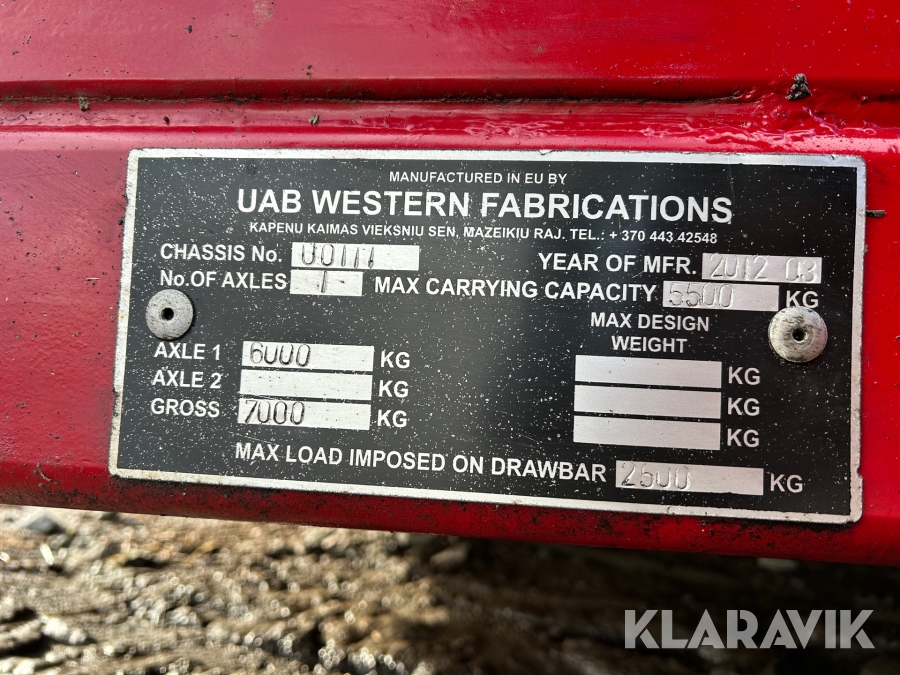 MANUFACTURED IN EU BY
UAB WESTERN FABRICATIONS
KAPENU KAIMAS VIEKSNIU SEN, MAZEIKIU RAJ. TEL.: + 370 443 42548
CHASSIS No.
YEAR OF MFR. 2012 03
No.OF AXLES 1 MAX CARRYING CAPACITY 5500 KG
MAX DESIGN
WEIGHT
AXLE 1 6000 KG KG
AXLE 2 KG KG
GROSS 7000 KG KG
MAX LOAD IMPOSED ON DRAWBAR 2500 KG
KLARAVIK